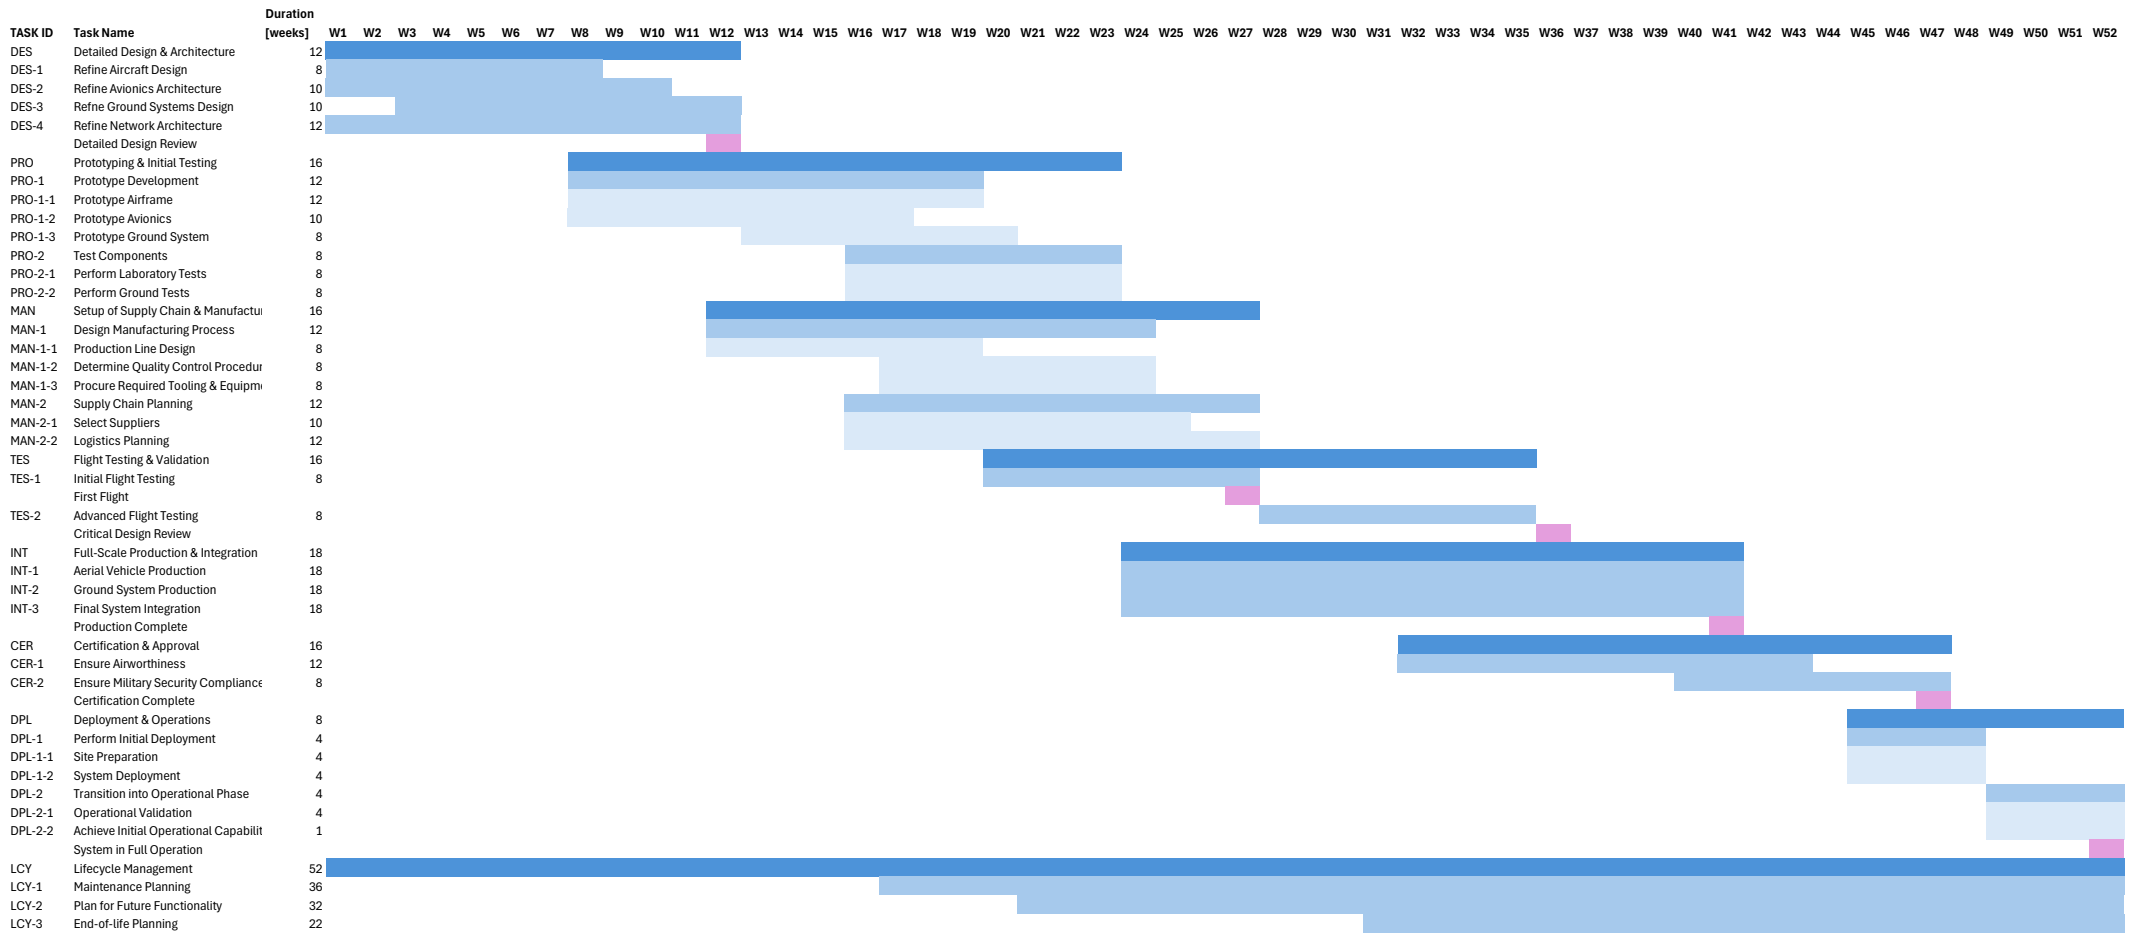 Duration
TASK ID Task Name [weeks] W1 W2 W3 W4 W5 W6 W7 W8 W9 W10 W11 W12 W13 W14 W15 W16 W17 W18 W19 W20 W21 W22 W23 W24 W25 W26 W27 W28 W29 W30 W31 W32 W33 W34 W35 W36 W37 W38 W39 W40 W41 W42 W43 W44 W45 W46 W47 W48 W49 W50 W51 W52
DES Detailed Design & Architecture 12
DES-1 Refine Aircraft Design 8
DES-2 Refine Avionics Architecture 10
DES-3 Refne Ground Systems Design 10
DES-4 Refine Network Architecture 12
Detailed Design Review
PRO Prototyping & Initial Testing 16
PRO-1 Prototype Development 12
PRO-1-1 Prototype Airframe 12
PRO-1-2 Prototype Avionics 10
PRO-1-3 Prototype Ground System 8
PRO-2 Test Components 8
PRO-2-1 Perform Laboratory Tests 8
PRO-2-2 Perform Ground Tests 8
MAN Setup of Supply Chain & Manufactur 16
MAN-1 Design Manufacturing Process 12
MAN-1-1 Production Line Design 8
MAN-1-2 Determine Quality Control Procedur 8
MAN-1-3 Procure Required Tooling & Equipme 8
MAN-2 Supply Chain Planning 12
MAN-2-1 Select Suppliers 10
MAN-2-2 Logistics Planning 12
TES Flight Testing & Validation 16
TES-1 Initial Flight Testing 8
First Flight
TES-2 Advanced Flight Testing 8
Critical Design Review
INT Full-Scale Production & Integration 18
INT-1 Aerial Vehicle Production 18
INT-2 Ground System Production 18
INT-3 Final System Integration 18
Production Complete
CER Certification & Approval 16
CER-1 Ensure Airworthiness 12
CER-2 Ensure Military Security Compliance 8
Certification Complete
DPL Deployment & Operations 8
DPL-1 Perform Initial Deployment 4
DPL-1-1 Site Preparation 4
DPL-1-2 System Deployment 4
DPL-2 Transition into Operational Phase 4
DPL-2-1 Operational Validation 4
DPL-2-2 Achieve Initial Operational Capabilit 1
System in Full Operation
LCY Lifecycle Management 52
LCY-1 Maintenance Planning 36
LCY-2 Plan for Future Functionality 32
LCY-3 End-of-life Planning 22